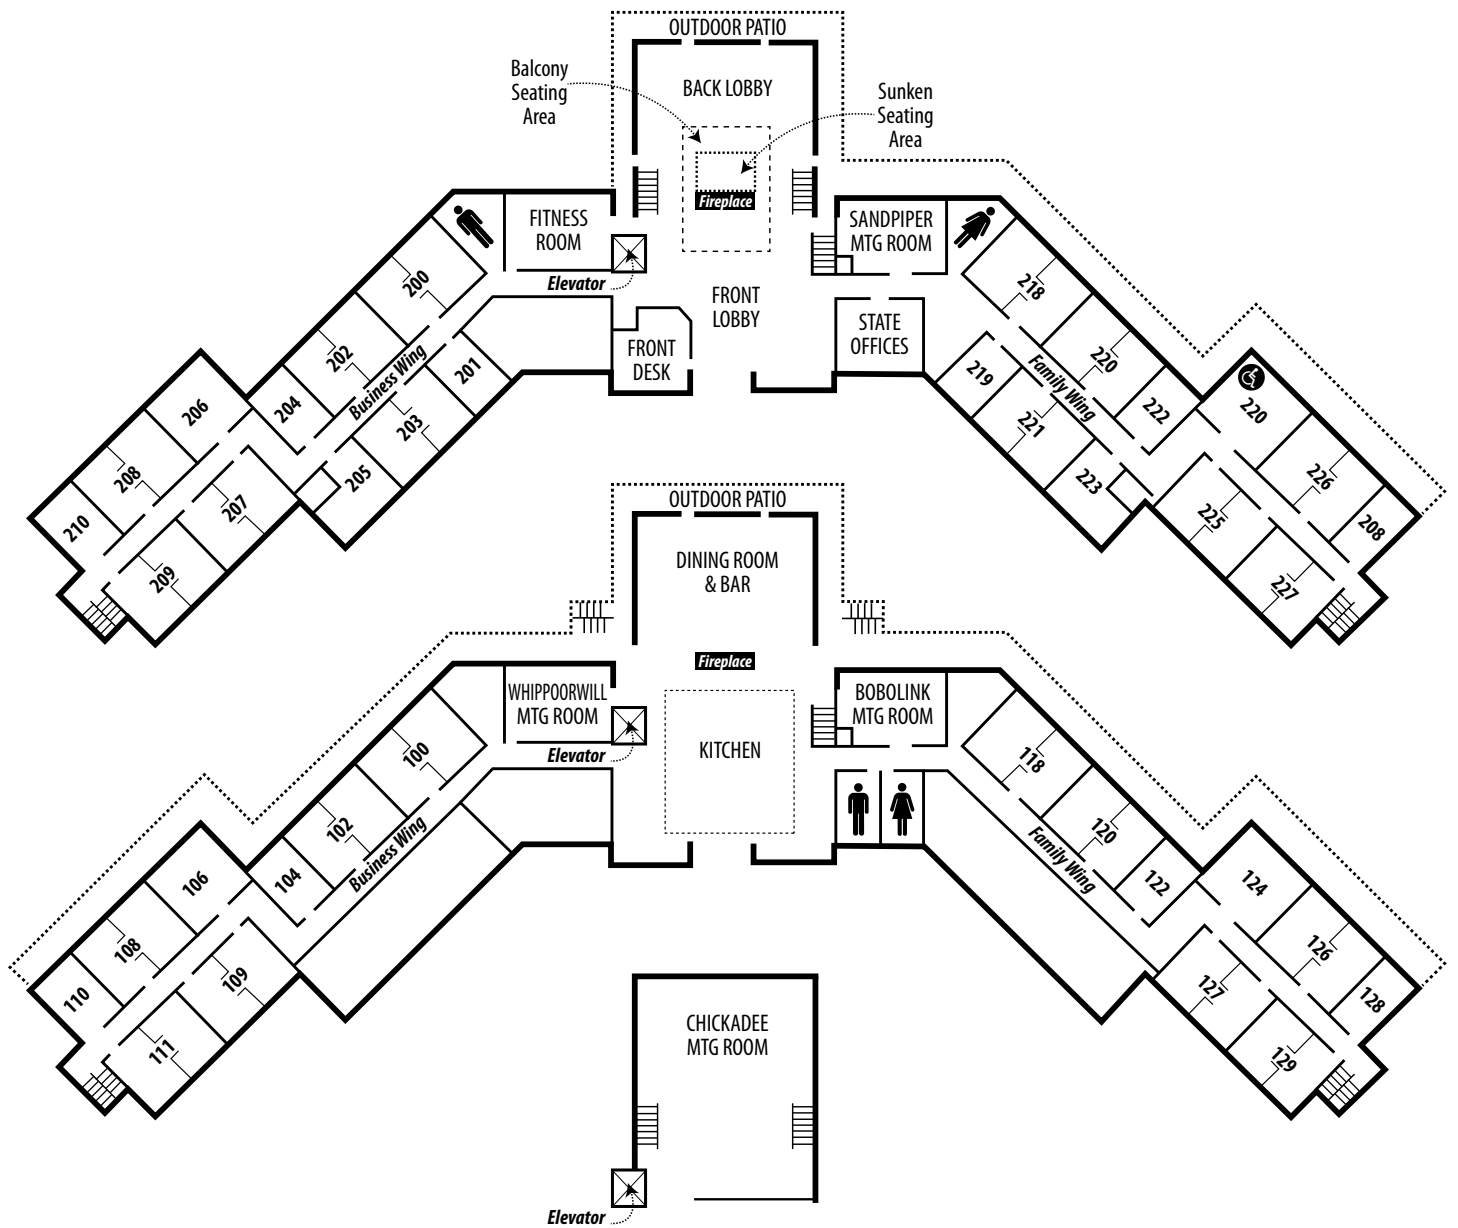 OUTDOOR PATIO
Balcony
Seating
Area
BACK LOBBY
Sunken
Seating
Area
Fireplace
FITNESS
ROOM
SANDPIPER
MTG ROOM
Elevator
FRONT
LOBBY
STATE
OFFICES
FRONT
DESK
200
202
204
206
208
210
Business Wing
201
203
205
207
209
218
220
222
220
226
208
Family Wing
219
221
223
225
227
OUTDOOR PATIO
DINING ROOM
& BAR
Fireplace
WHIPPOORWILL
MTG ROOM
BOBOLINK
MTG ROOM
Elevator
KITCHEN
100
102
104
106
108
110
Business Wing
109
111
118
120
122
124
126
128
Family Wing
127
129
CHICKADEE
MTG ROOM
Elevator